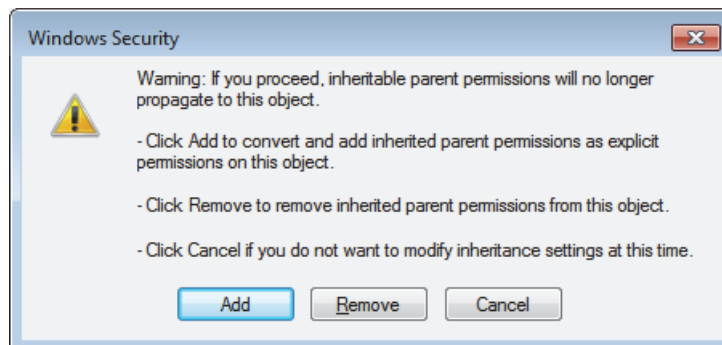 Windows Security
Warning: If you proceed, inheritable parent permissions will no longer
propagate to this object.
- Click Add to convert and add inherited parent permissions as explicit
permissions on this object.
- Click Remove to remove inherited parent permissions from this object.
- Click Cancel if you do not want to modify inheritance settings at this time.
Add Remove Cancel